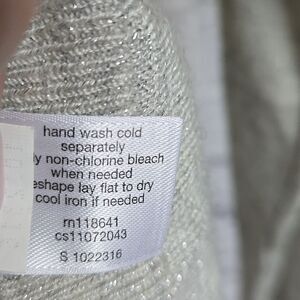 hand wash cold
separately
y non-chlorine bleach
when needed
eshape lay flat to dry
cool iron if needed
rn118641
cs11072043
S 1022316